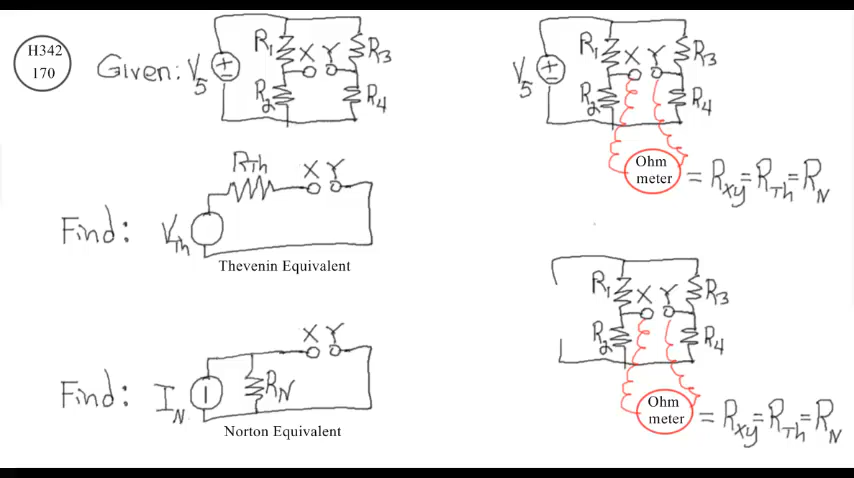 H342
170
Given: V5
R1
X
Y
R3
R2
R4
Find: VTh
RTh
X
Y
Thevenin Equivalent
Find: IN
X
Y
RN
Norton Equivalent
V5
R1
X
Y
R3
R2
R4
Ohm
meter
= Rxy = RTh = RN
R1
X
Y
R3
R2
R4
Ohm
meter
= Rxy = RTh = RN